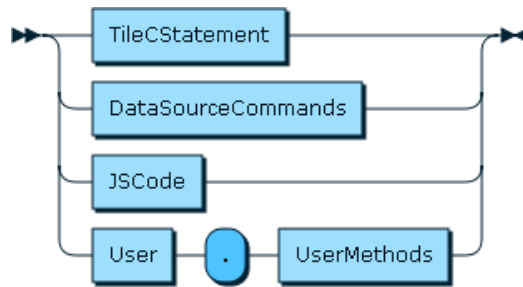 TileCStatement
DataSourceCommands
JSCode
User . UserMethods